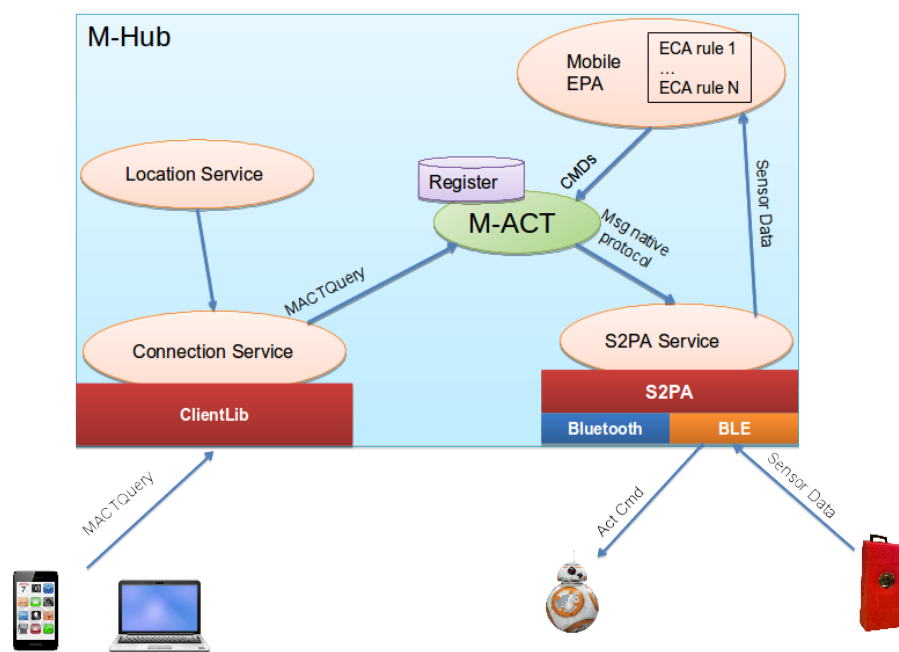 M-Hub
Mobile
EPA
ECA rule 1
...
ECA rule N
Location Service
Register
CMDs
Sensor Data
M-ACT
Msg native
protocol
MACTQuery
Connection Service
S2PA Service
ClientLib
S2PA
Bluetooth
BLE
MACTQuery
Act Cmd
Sensor Data
7